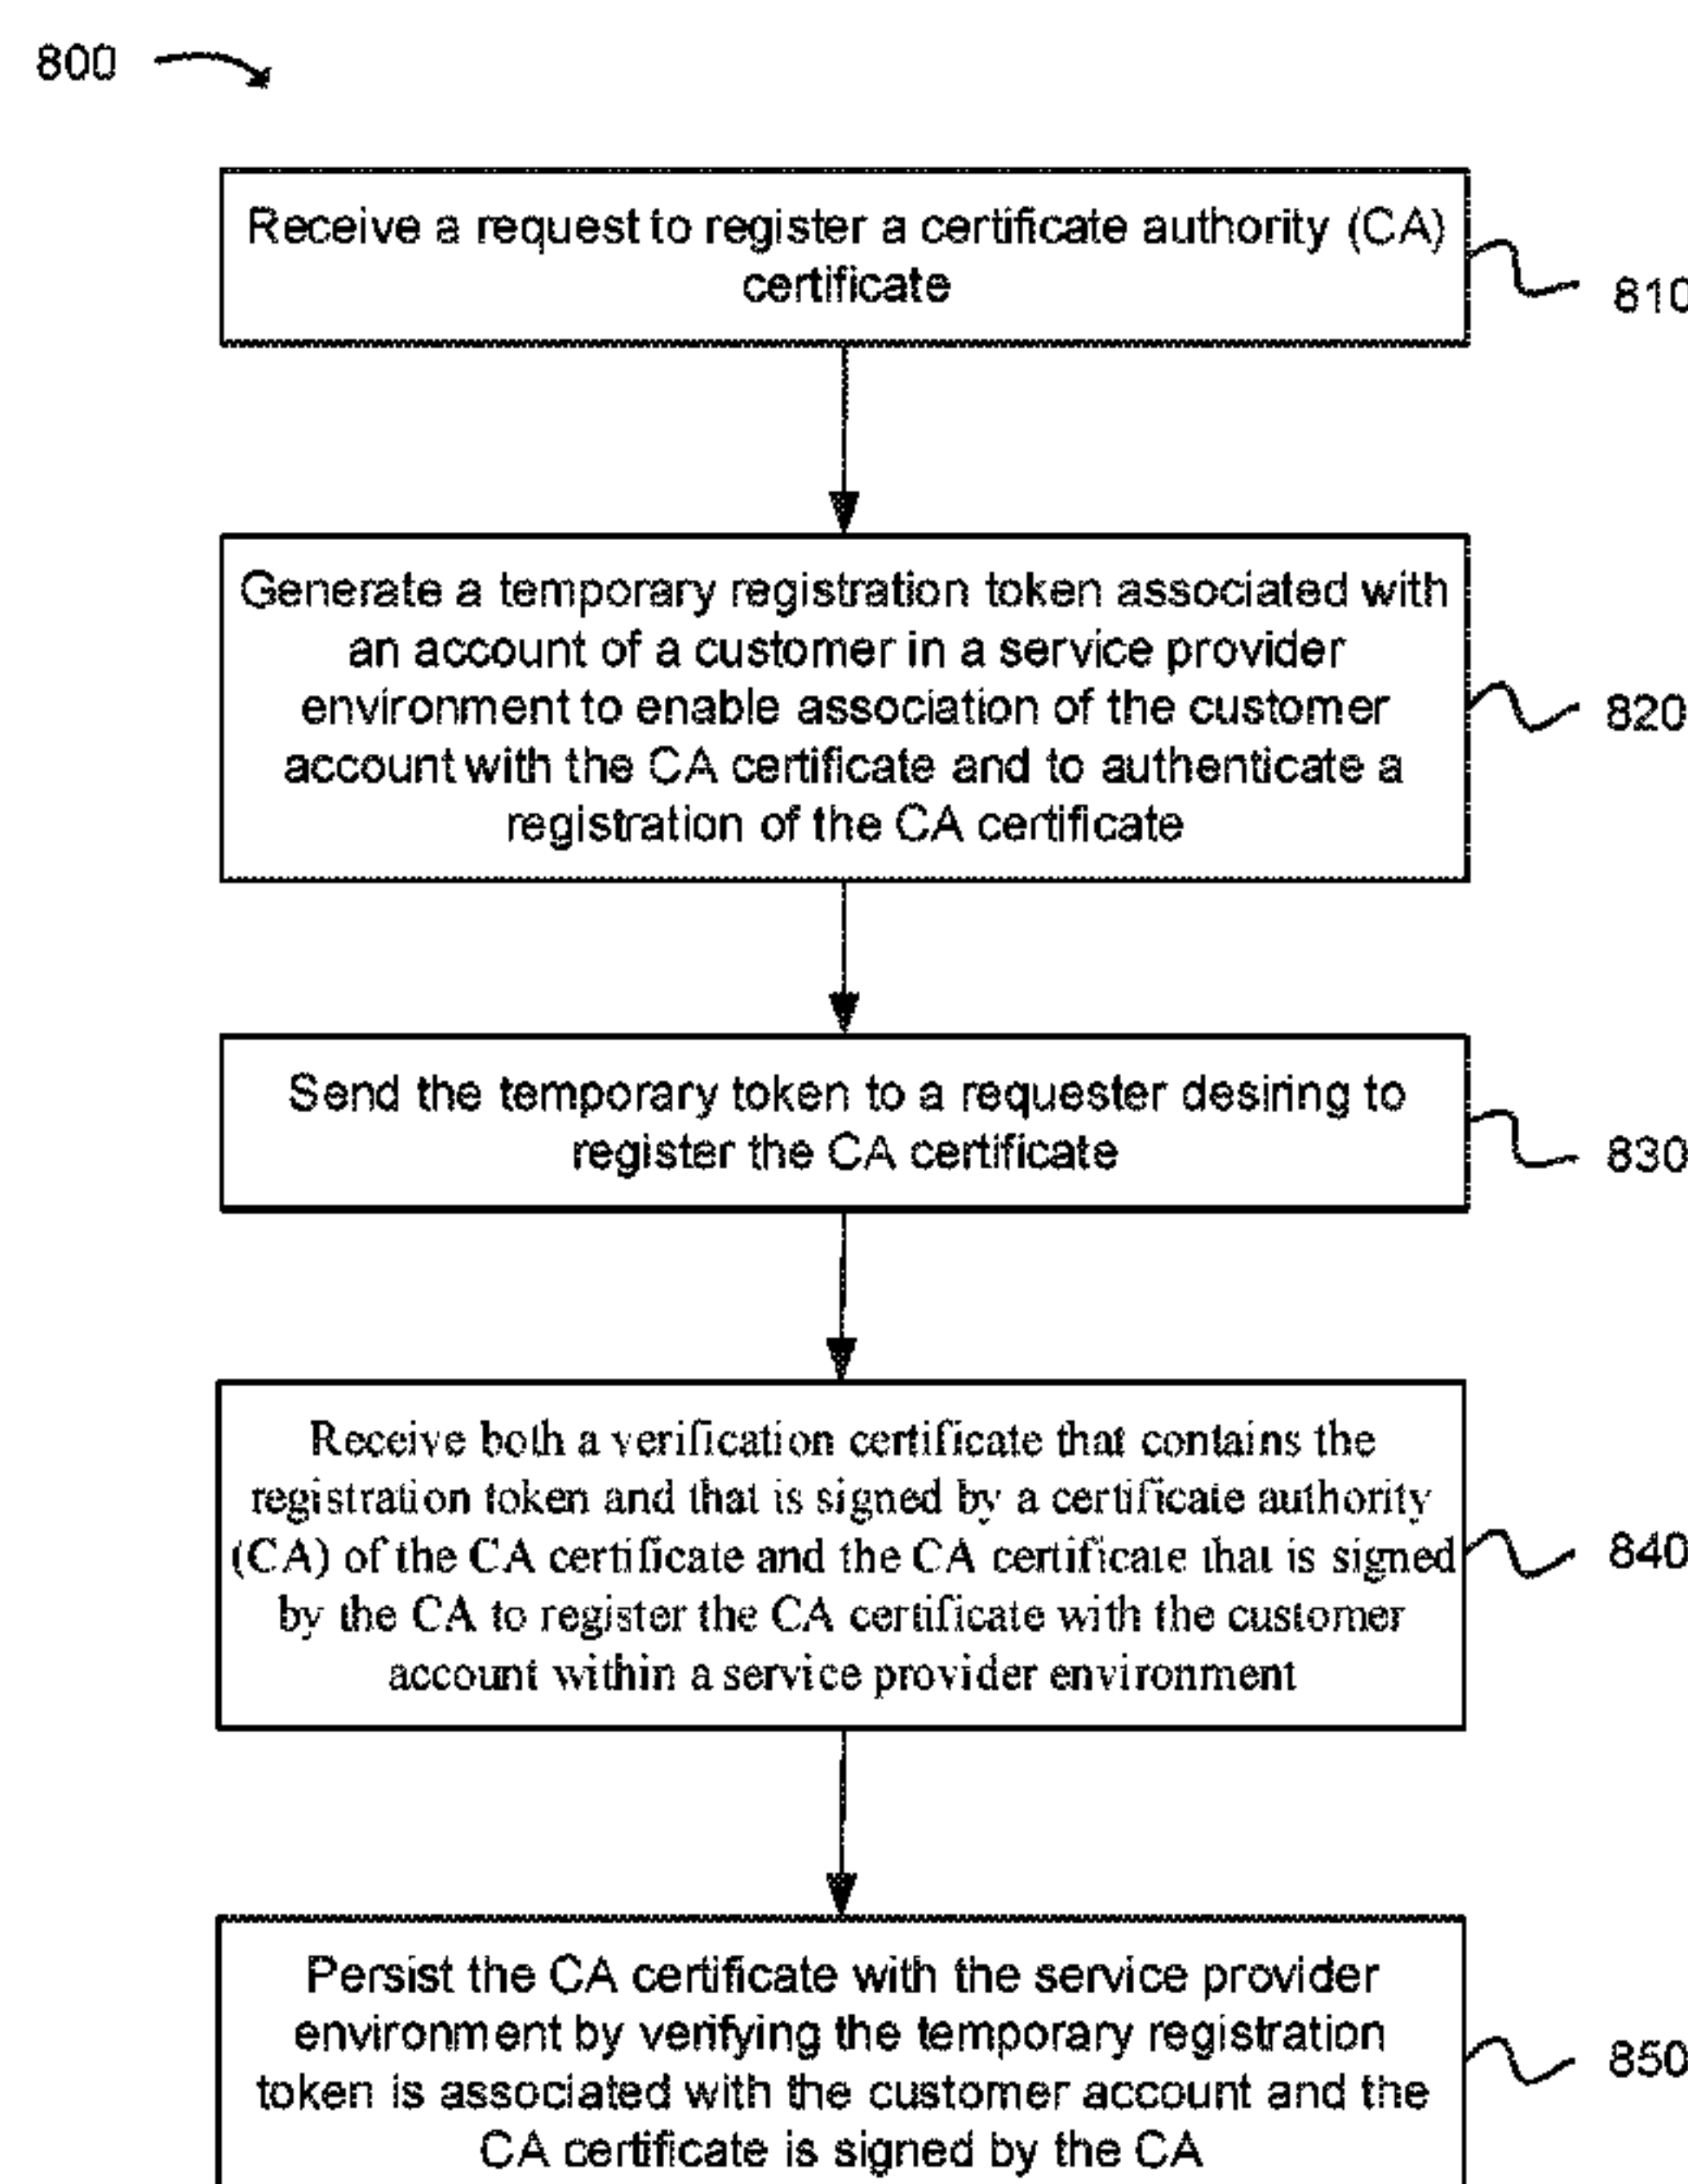 800
Receive a request to register a certificate authority (CA)
certificate
810
Generate a temporary registration token associated with
an account of a customer in a service provider
environment to enable association of the customer
account with the CA certificate and to authenticate a
registration of the CA certificate
820
Send the temporary token to a requester desiring to
register the CA certificate
830
Receive both a verification certificate that contains the
registration token and that is signed by a certificate authority
(CA) of the CA certificate and the CA certificate that is signed
by the CA to register the CA certificate with the customer
account within a service provider environment
840
Persist the CA certificate with the service provider
environment by verifying the temporary registration
token is associated with the customer account and the
CA certificate is signed by the CA
850